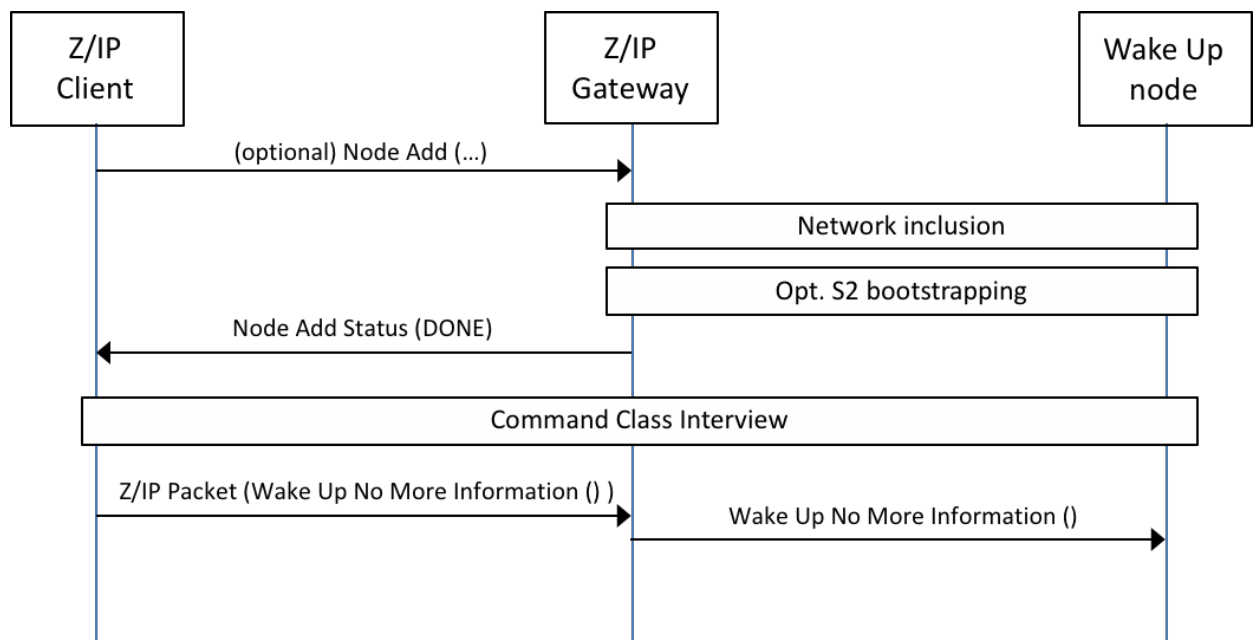 Z/IP
Client
Z/IP
Gateway
Wake Up
node
(optional) Node Add (...)
Network inclusion
Opt. S2 bootstrapping
Node Add Status (DONE)
Command Class Interview
Z/IP Packet (Wake Up No More Information () )
Wake Up No More Information ()